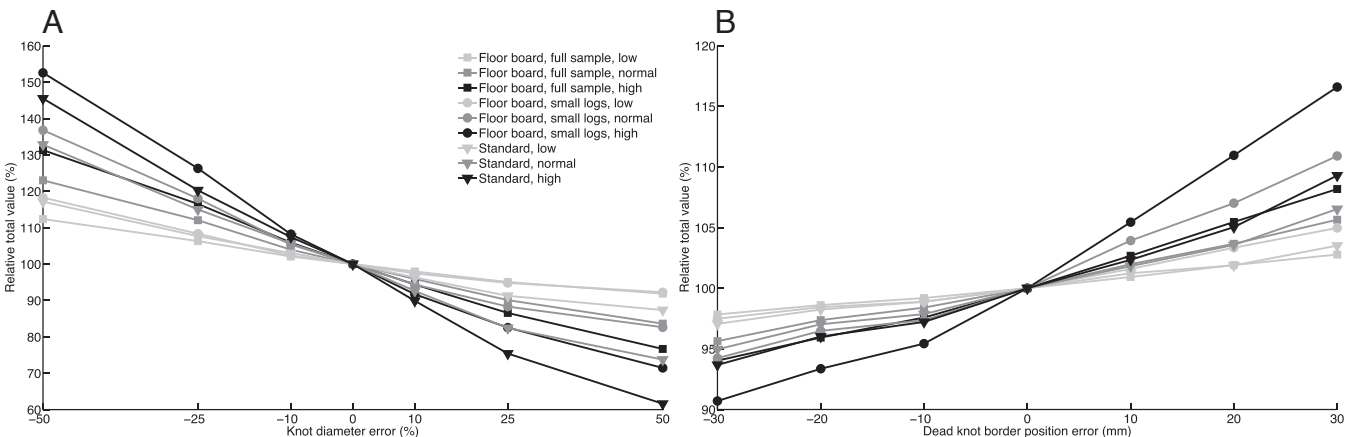 A
160
150
140
130
120
110
100
90
80
70
60
Relative total value (%)
−50
−25
−10
0
10
25
50
Knot diameter error (%)
Floor board, full sample, low
Floor board, full sample, normal
Floor board, full sample, high
Floor board, small logs, low
Floor board, small logs, normal
Floor board, small logs, high
Standard, low
Standard, normal
Standard, high
B
120
115
110
105
100
95
90
Relative total value (%)
−30
−20
−10
0
10
20
30
Dead knot border position error (mm)